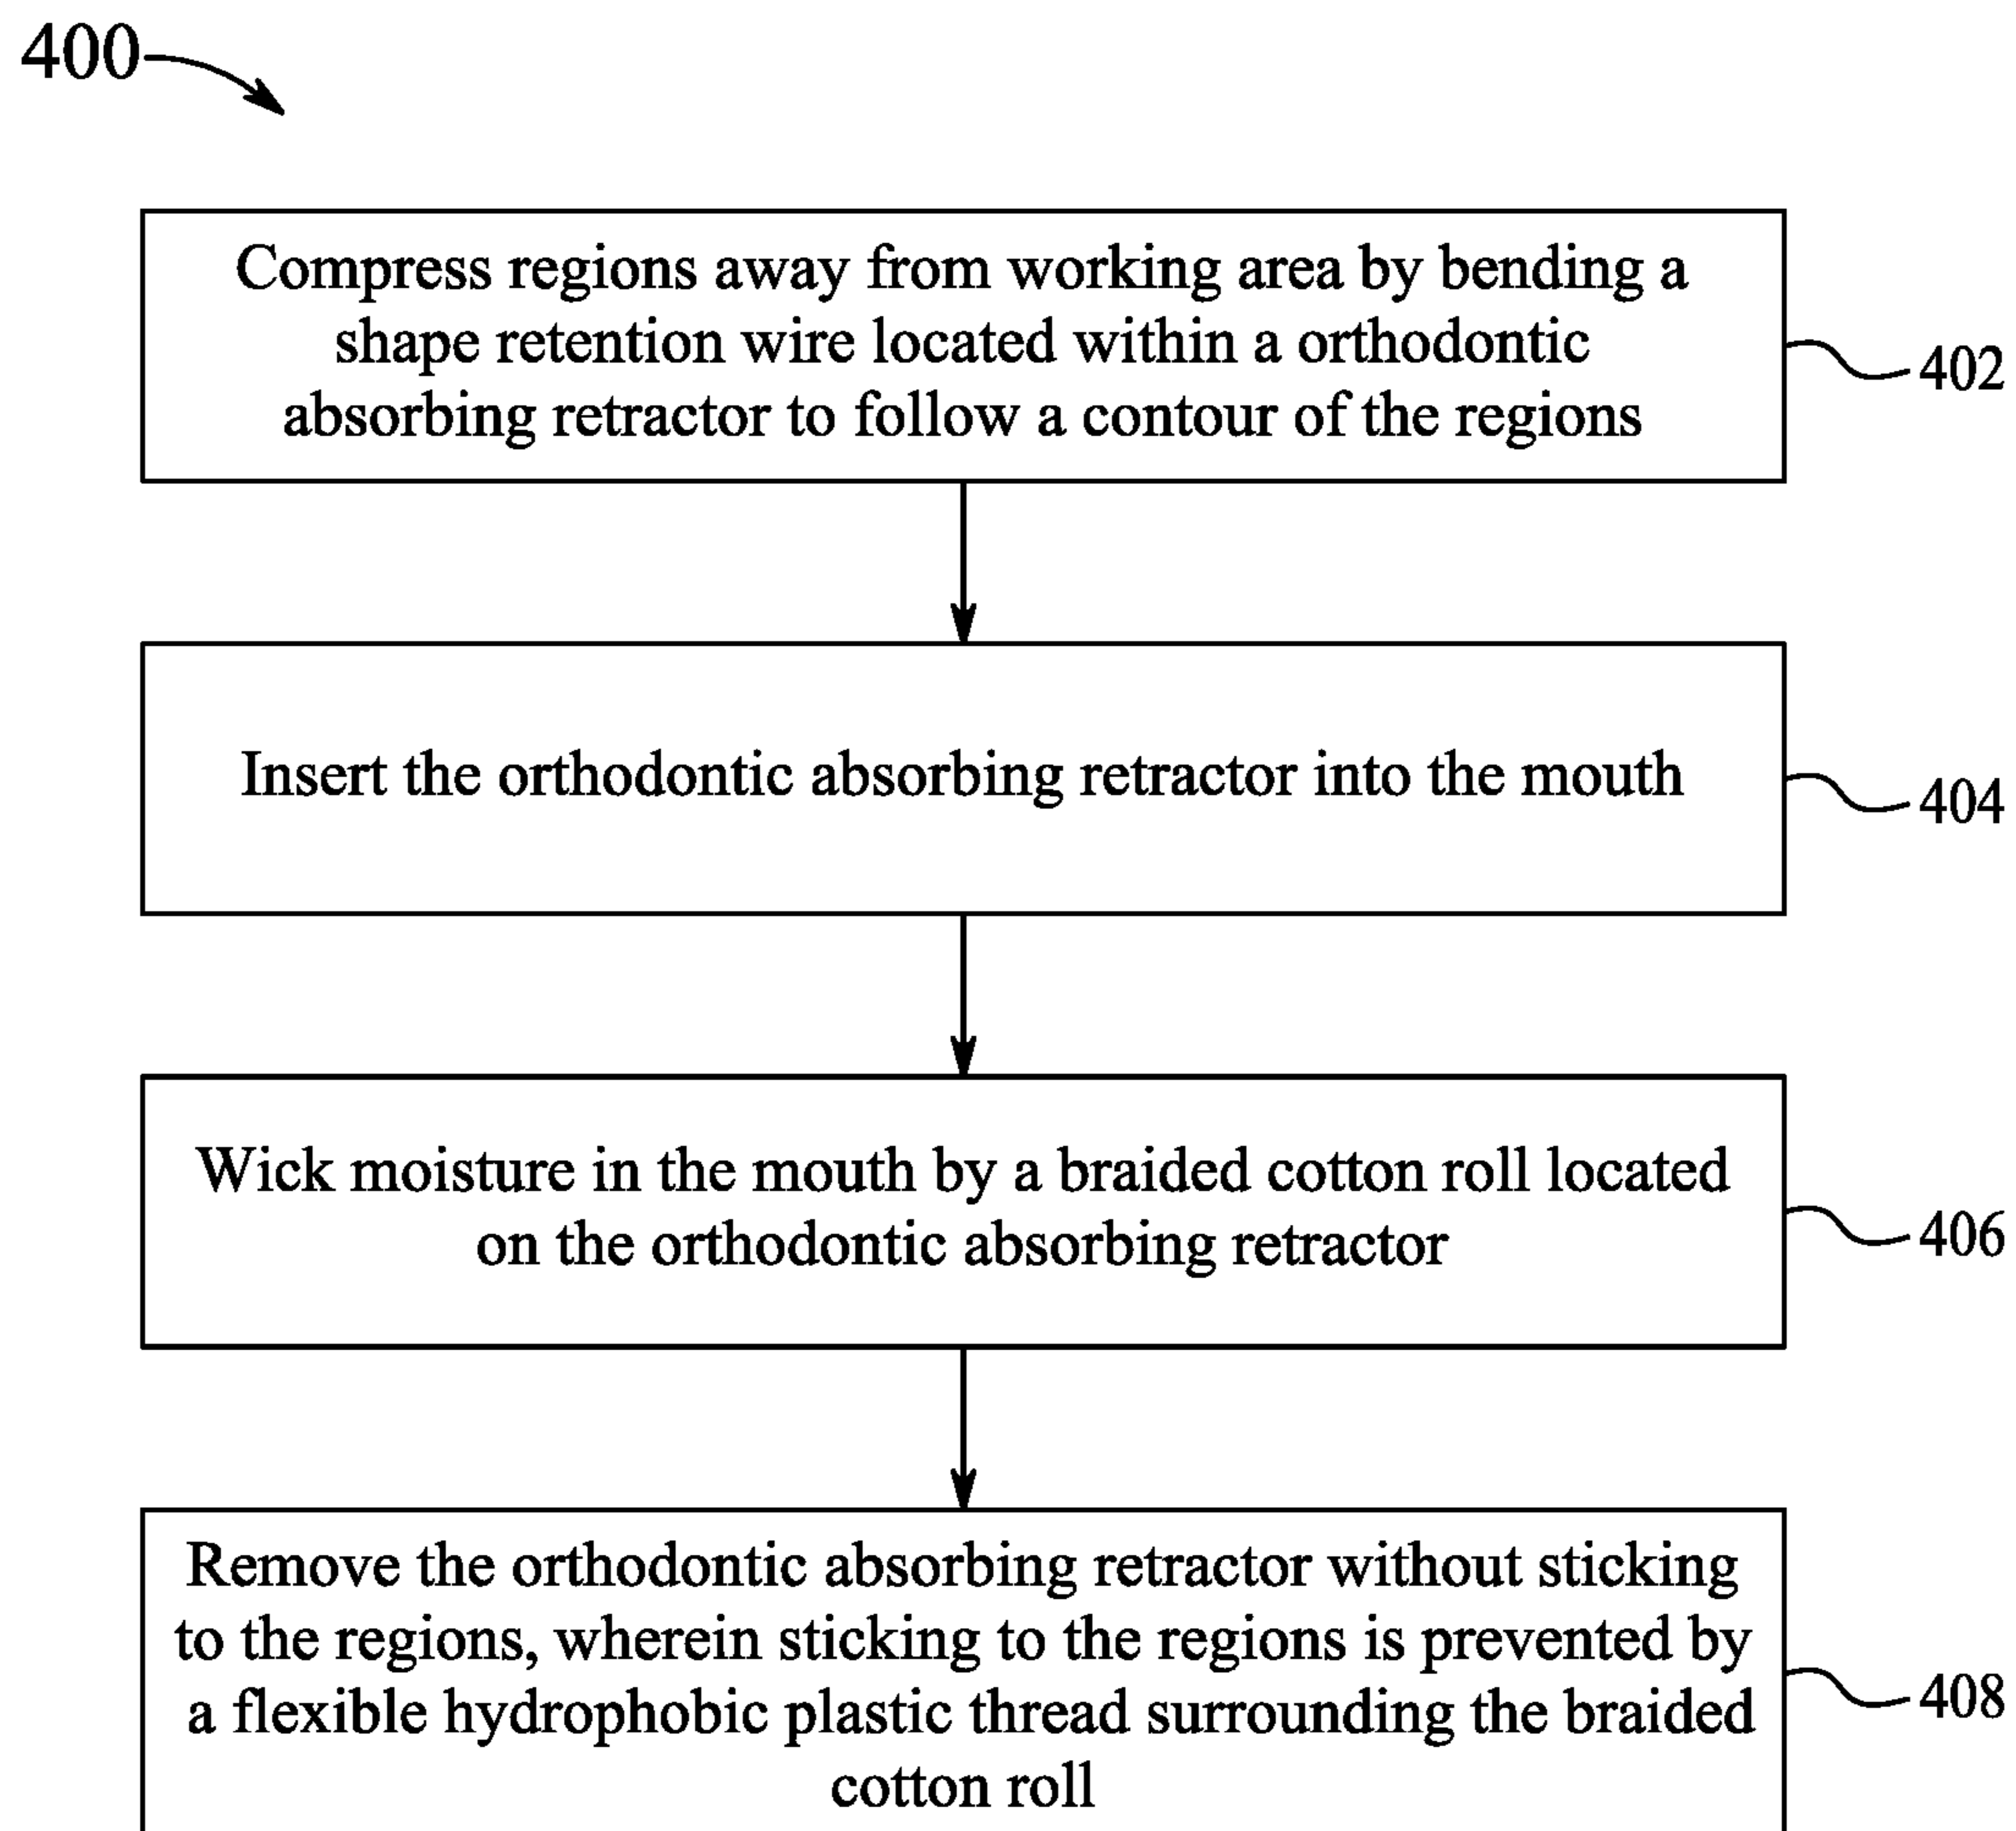 400
Compress regions away from working area by bending a
shape retention wire located within a orthodontic
absorbing retractor to follow a contour of the regions
402
Insert the orthodontic absorbing retractor into the mouth
404
Wick moisture in the mouth by a braided cotton roll located
on the orthodontic absorbing retractor
406
Remove the orthodontic absorbing retractor without sticking
to the regions, wherein sticking to the regions is prevented by
a flexible hydrophobic plastic thread surrounding the braided
cotton roll
408